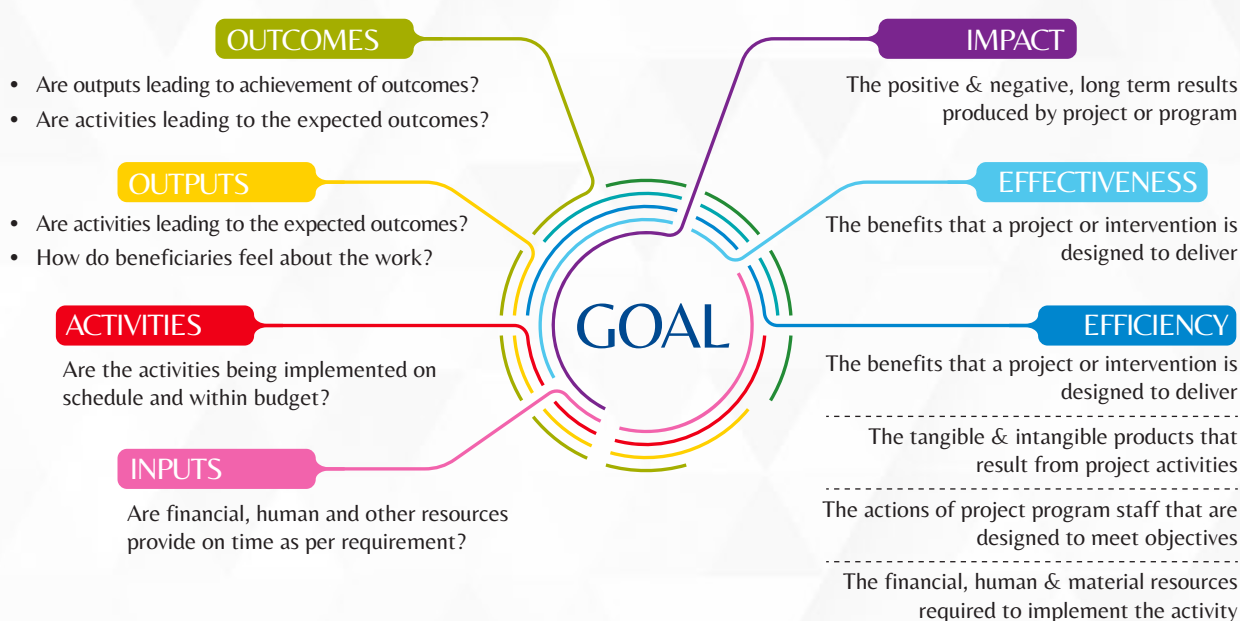 OUTCOMES
• Are outputs leading to achievement of outcomes?
• Are activities leading to the expected outcomes?
OUTPUTS
• Are activities leading to the expected outcomes?
• How do beneficiaries feel about the work?
ACTIVITIES
Are the activities being implemented on
schedule and within budget?
INPUTS
Are financial, human and other resources
provide on time as per requirement?
GOAL
IMPACT
The positive & negative, long term results
produced by project or program
EFFECTIVENESS
The benefits that a project or intervention is
designed to deliver
EFFICIENCY
The benefits that a project or intervention is
designed to deliver
The tangible & intangible products that
result from project activities
The actions of project program staff that are
designed to meet objectives
The financial, human & material resources
required to implement the activity